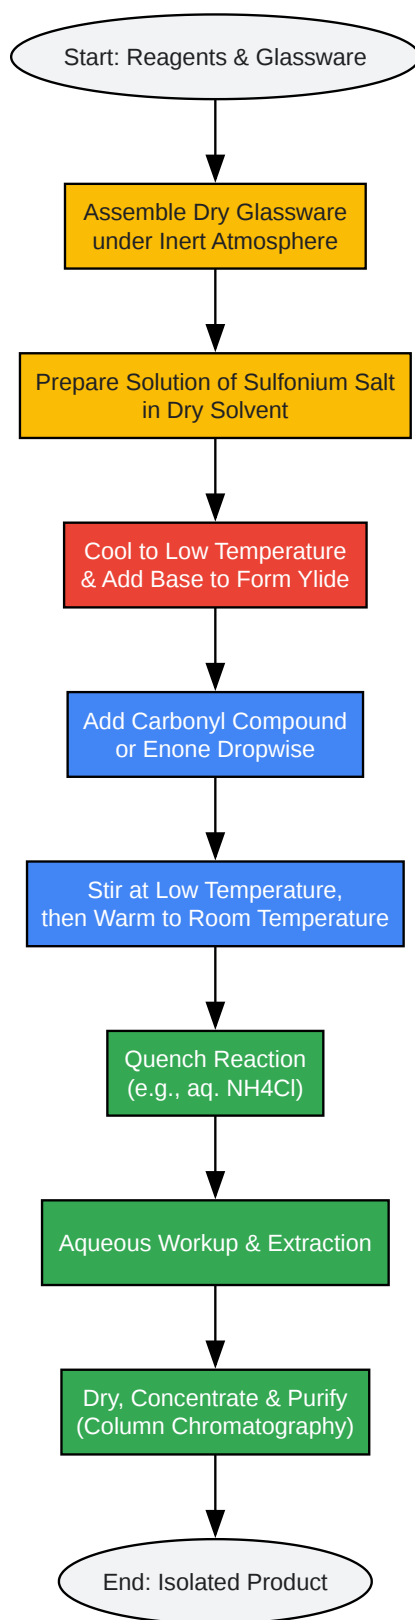 Start: Reagents & Glassware
Assemble Dry Glassware
under Inert Atmosphere
Prepare Solution of Sulfonium Salt
in Dry Solvent
Cool to Low Temperature
& Add Base to Form Ylide
Add Carbonyl Compound
or Enone Dropwise
Stir at Low Temperature,
then Warm to Room Temperature
Quench Reaction
(e.g., aq. NH4Cl)
Aqueous Workup & Extraction
Dry, Concentrate & Purify
(Column Chromatography)
End: Isolated Product